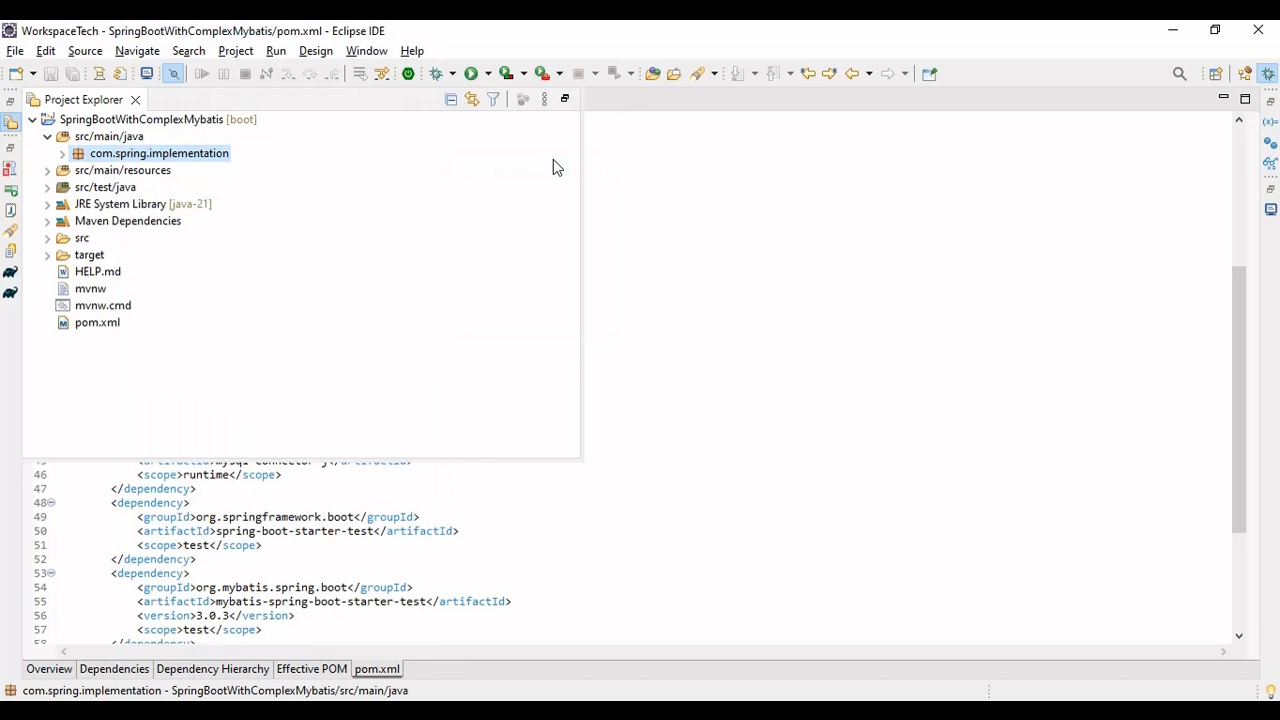 WorkspaceTech - SpringBootWithComplexMybatis/pom.xml - Eclipse IDE
File Edit Source Navigate Search Project Run Design Window Help
Project Explorer
SpringBootWithComplexMybatis [boot]
src/main/java
com.spring.implementation
src/main/resources
src/test/java
JRE System Library [java-21]
Maven Dependencies
src
target
HELP.md
mvnw
mvnw.cmd
pom.xml
46 <scope>runtime</scope>
47 </dependency>
48 <dependency>
49 <groupId>org.springframework.boot</groupId>
50 <artifactId>spring-boot-starter-test</artifactId>
51 <scope>test</scope>
52 </dependency>
53 <dependency>
54 <groupId>org.mybatis.spring.boot</groupId>
55 <artifactId>mybatis-spring-boot-starter-test</artifactId>
56 <version>3.0.3</version>
57 <scope>test</scope>
58 </dependency>
Overview Dependencies Dependency Hierarchy Effective POM pom.xml
com.spring.implementation - SpringBootWithComplexMybatis/src/main/java